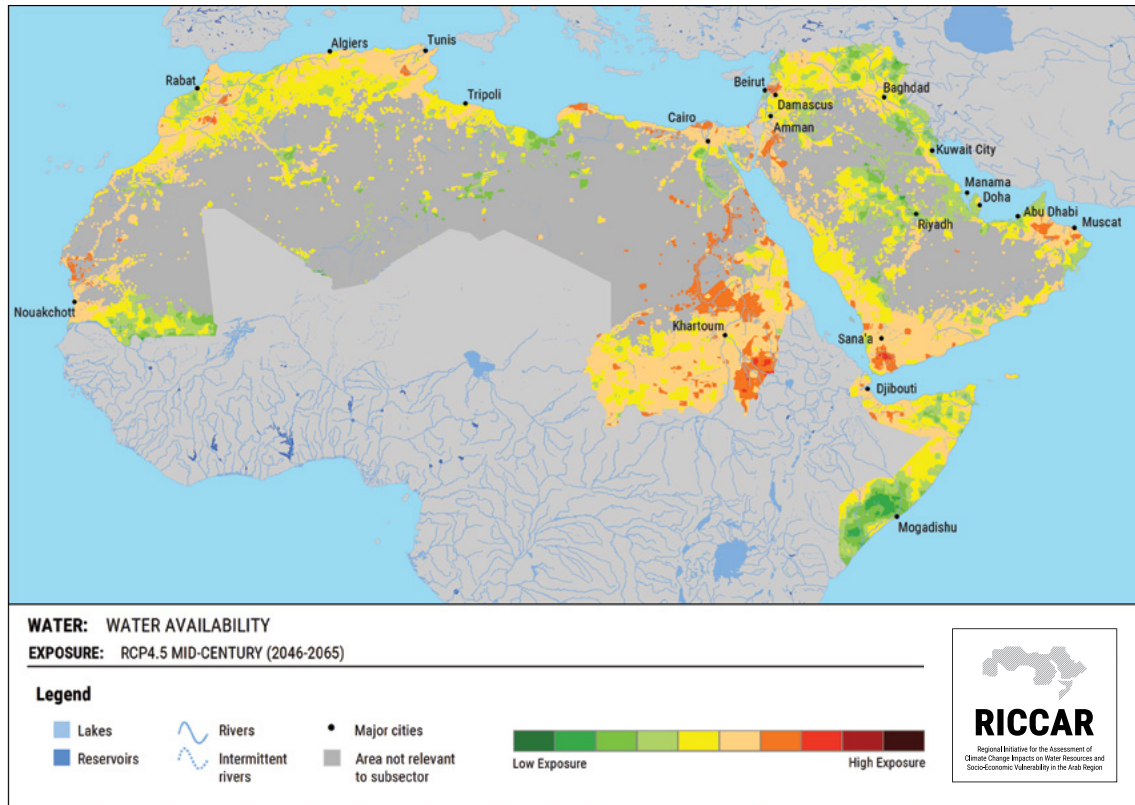 Algiers
Tunis
Rabat
Tripoli
Beirut
Damascus
Baghdad
Cairo
Amman
Kuwait City
Manama
Doha
Abu Dhabi
Muscat
Riyadh
Nouakchott
Khartoum
Sana'a
Djibouti
Mogadishu
WATER: WATER AVAILABILITY
EXPOSURE: RCP4.5 MID-CENTURY (2046-2065)
Legend
Lakes
Rivers
Major cities
Reservoirs
Intermittent
rivers
Area not relevant
to subsector
Low Exposure
High Exposure
RICCAR
Regional Initiative for the Assessment of
Climate Change Impacts on Water Resources and
Socio-Economic Vulnerability in the Arab Region